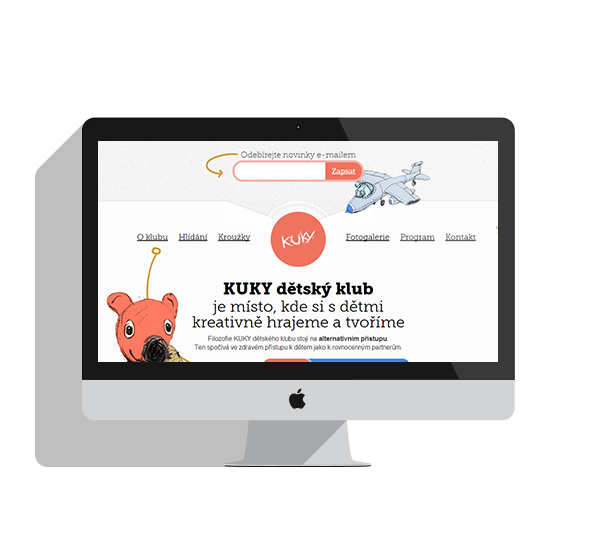 Odebírejte novinky e-mailem
Zapsat
O klubu Hlídání Kroužky KUKY Fotogalerie Program Kontakt
KUKY dětský klub
je místo, kde si s dětmi
kreativně hrajeme a tvoříme
Filozofie KUKY dětského klubu stojí na alternativním přístupu.
Ten spočívá ve zdravém přístupu k dětem jako k rovnocenným partnerům